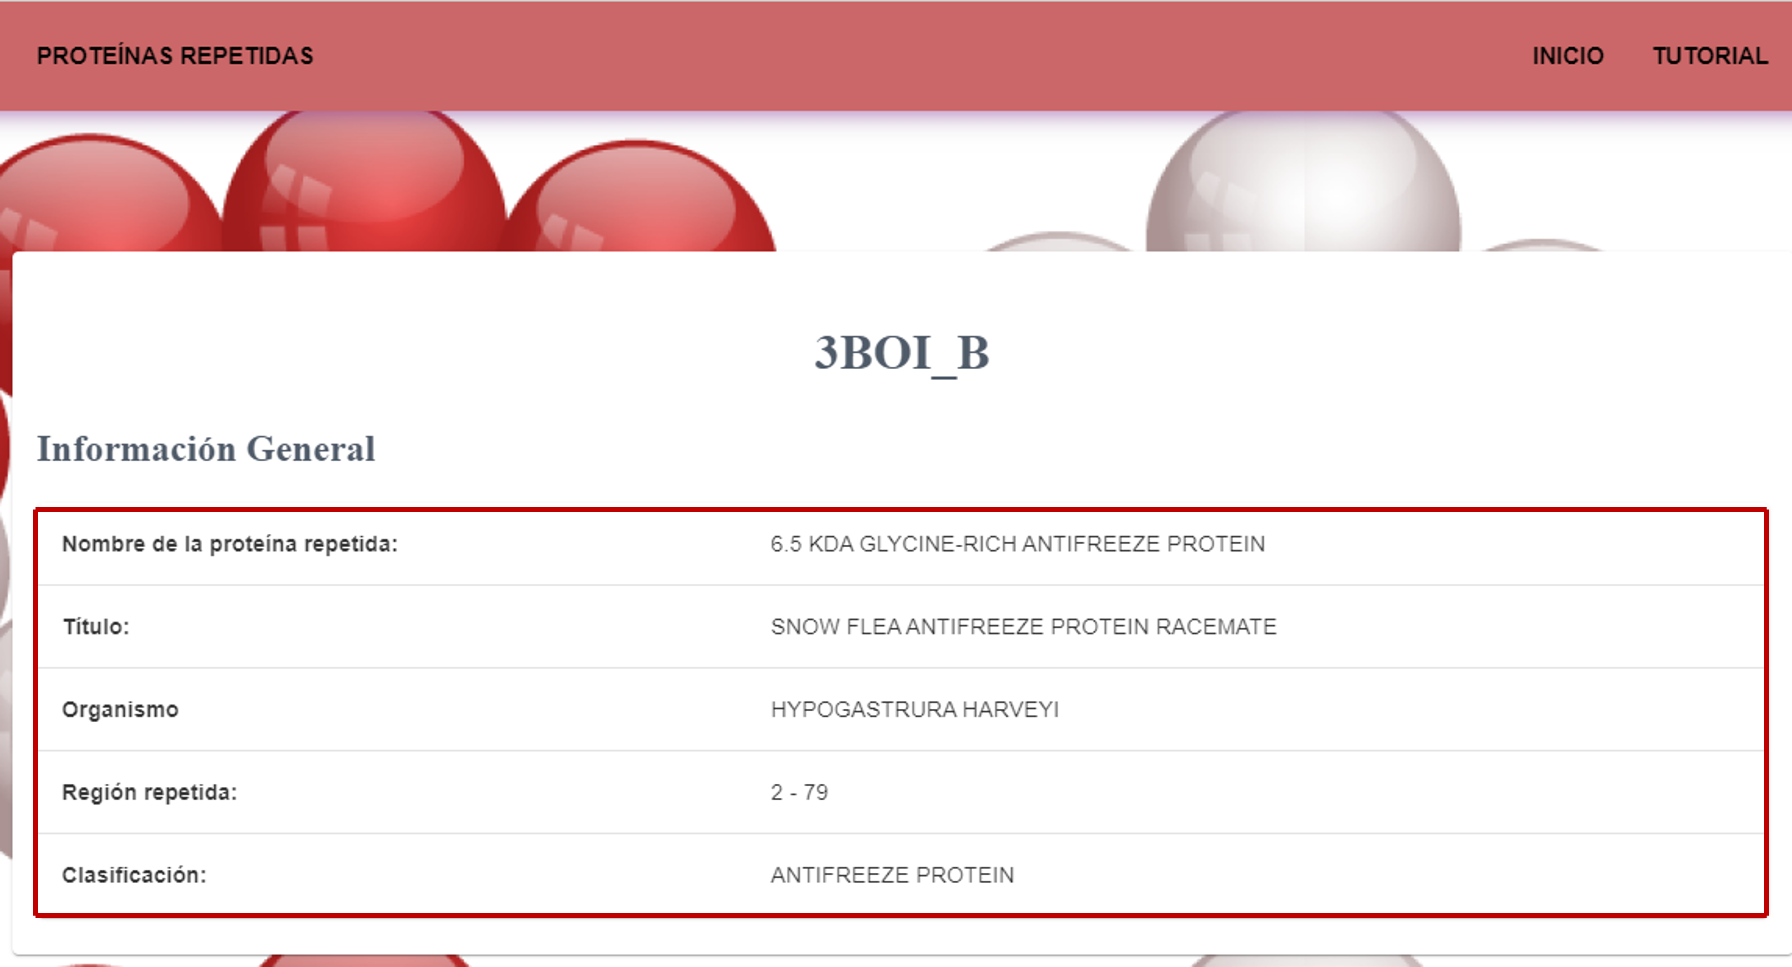 PROTEÍNAS REPETIDAS INICIO TUTORIAL
3BOI_B
Información General
Nombre de la proteína repetida: 6.5 KDA GLYCINE-RICH ANTIFREEZE PROTEIN
Título: SNOW FLEA ANTIFREEZE PROTEIN RACEMATE
Organismo HYPOGASTRURA HARVEYI
Región repetida: 2 - 79
Clasificación: ANTIFREEZE PROTEIN